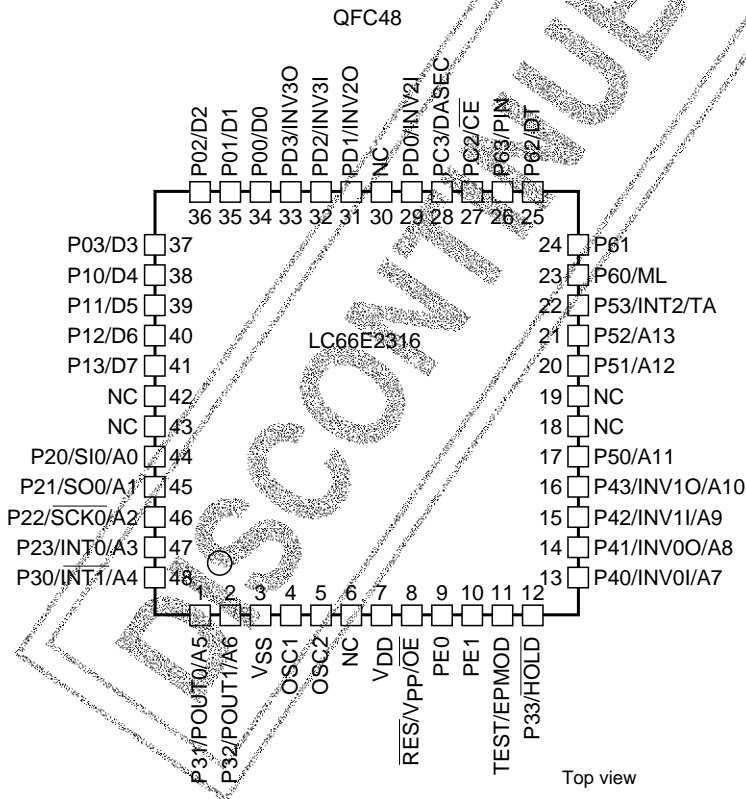 QFC48
P02/D2
P01/D1
P00/D0
PD3/INV3O
PD2/INV3I
PD1/INV2O
NC
PD0/INV2I
PC3/DASEC
PC2/CE
P63/PIN
P62/DT
36 35 34 33 32 31 30 29 28 27 26 25
P03/D3 37
P10/D4 38
P11/D5 39
P12/D6 40
P13/D7 41
NC 42
NC 43
P20/SI0/A0 44
P21/SO0/A1 45
P22/SCK0/A2 46
P23/INT0/A3 47
P30/INT1/A4 48
LC66E2316
24 P61
23 P60/ML
22 P53/INT2/TA
21 P52/A13
20 P51/A12
19 NC
18 NC
17 P50/A11
16 P43/INV1O/A10
15 P42/INV1I/A9
14 P41/INV0O/A8
13 P40/INV0I/A7
1 2 3 4 5 6 7 8 9 10 11 12
P31/POUT0/A5
P32/POUT1/A6
VSS
OSC1
OSC2
NC
VDD
RES/VPP/OE
PE0
PE1
TEST/EPMOD
P33/HOLD
Top view
DISCONTINUE